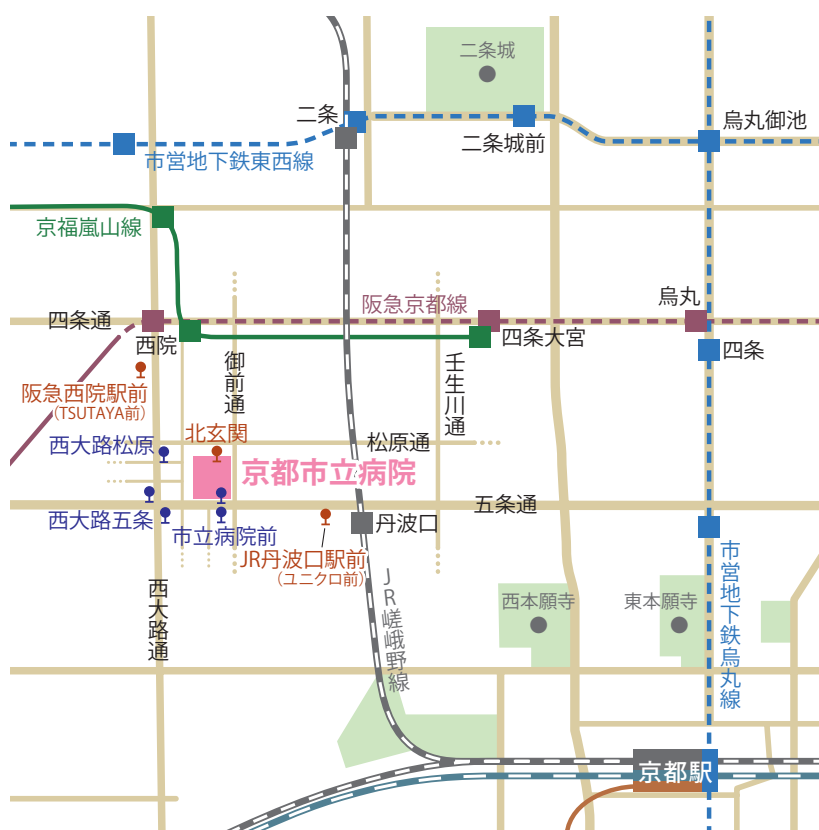 二条城
二条
二条城前
烏丸御池
市営地下鉄東西線
京福嵐山線
阪急京都線
烏丸
四条通
西院
四条大宮
四条
御前通
壬生川通
阪急西院駅前
(TSUTAYA前)
北玄関
西大路松原
松原通
京都市立病院
五条通
西大路五条
市立病院前
丹波口
JR丹波口駅前
(ユニクロ前)
西大路通
JR嵯峨野線
西本願寺
東本願寺
市営地下鉄烏丸線
京都駅